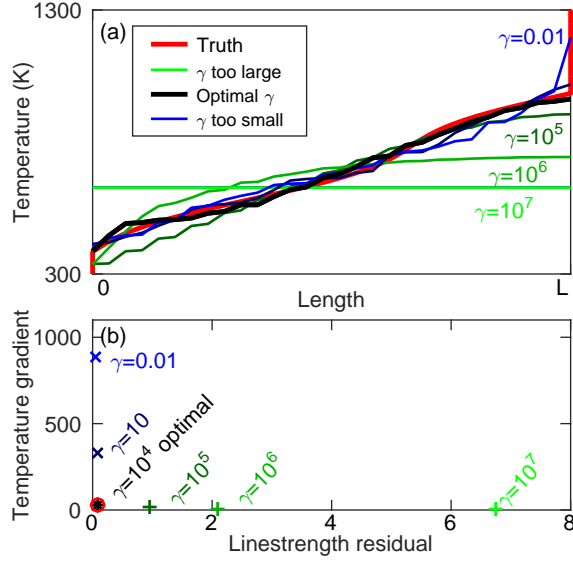 1300
(a)
Truth
γ too large
Optimal γ
γ too small
γ=0.01
γ=10^5
γ=10^6
γ=10^7
Temperature (K)
300
0
Length
L
(b)
1000
500
0
Temperature gradient
γ=0.01
γ=10
γ=10^4 optimal
γ=10^5
γ=10^6
γ=10^7
0 2 4 6 8
Linestrength residual